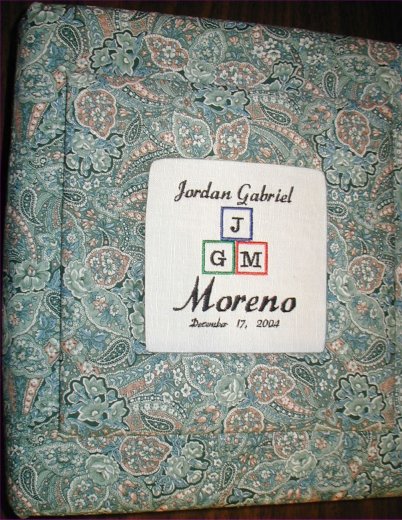 Jordan Gabriel
J
G M
Moreno
December 17, 2004